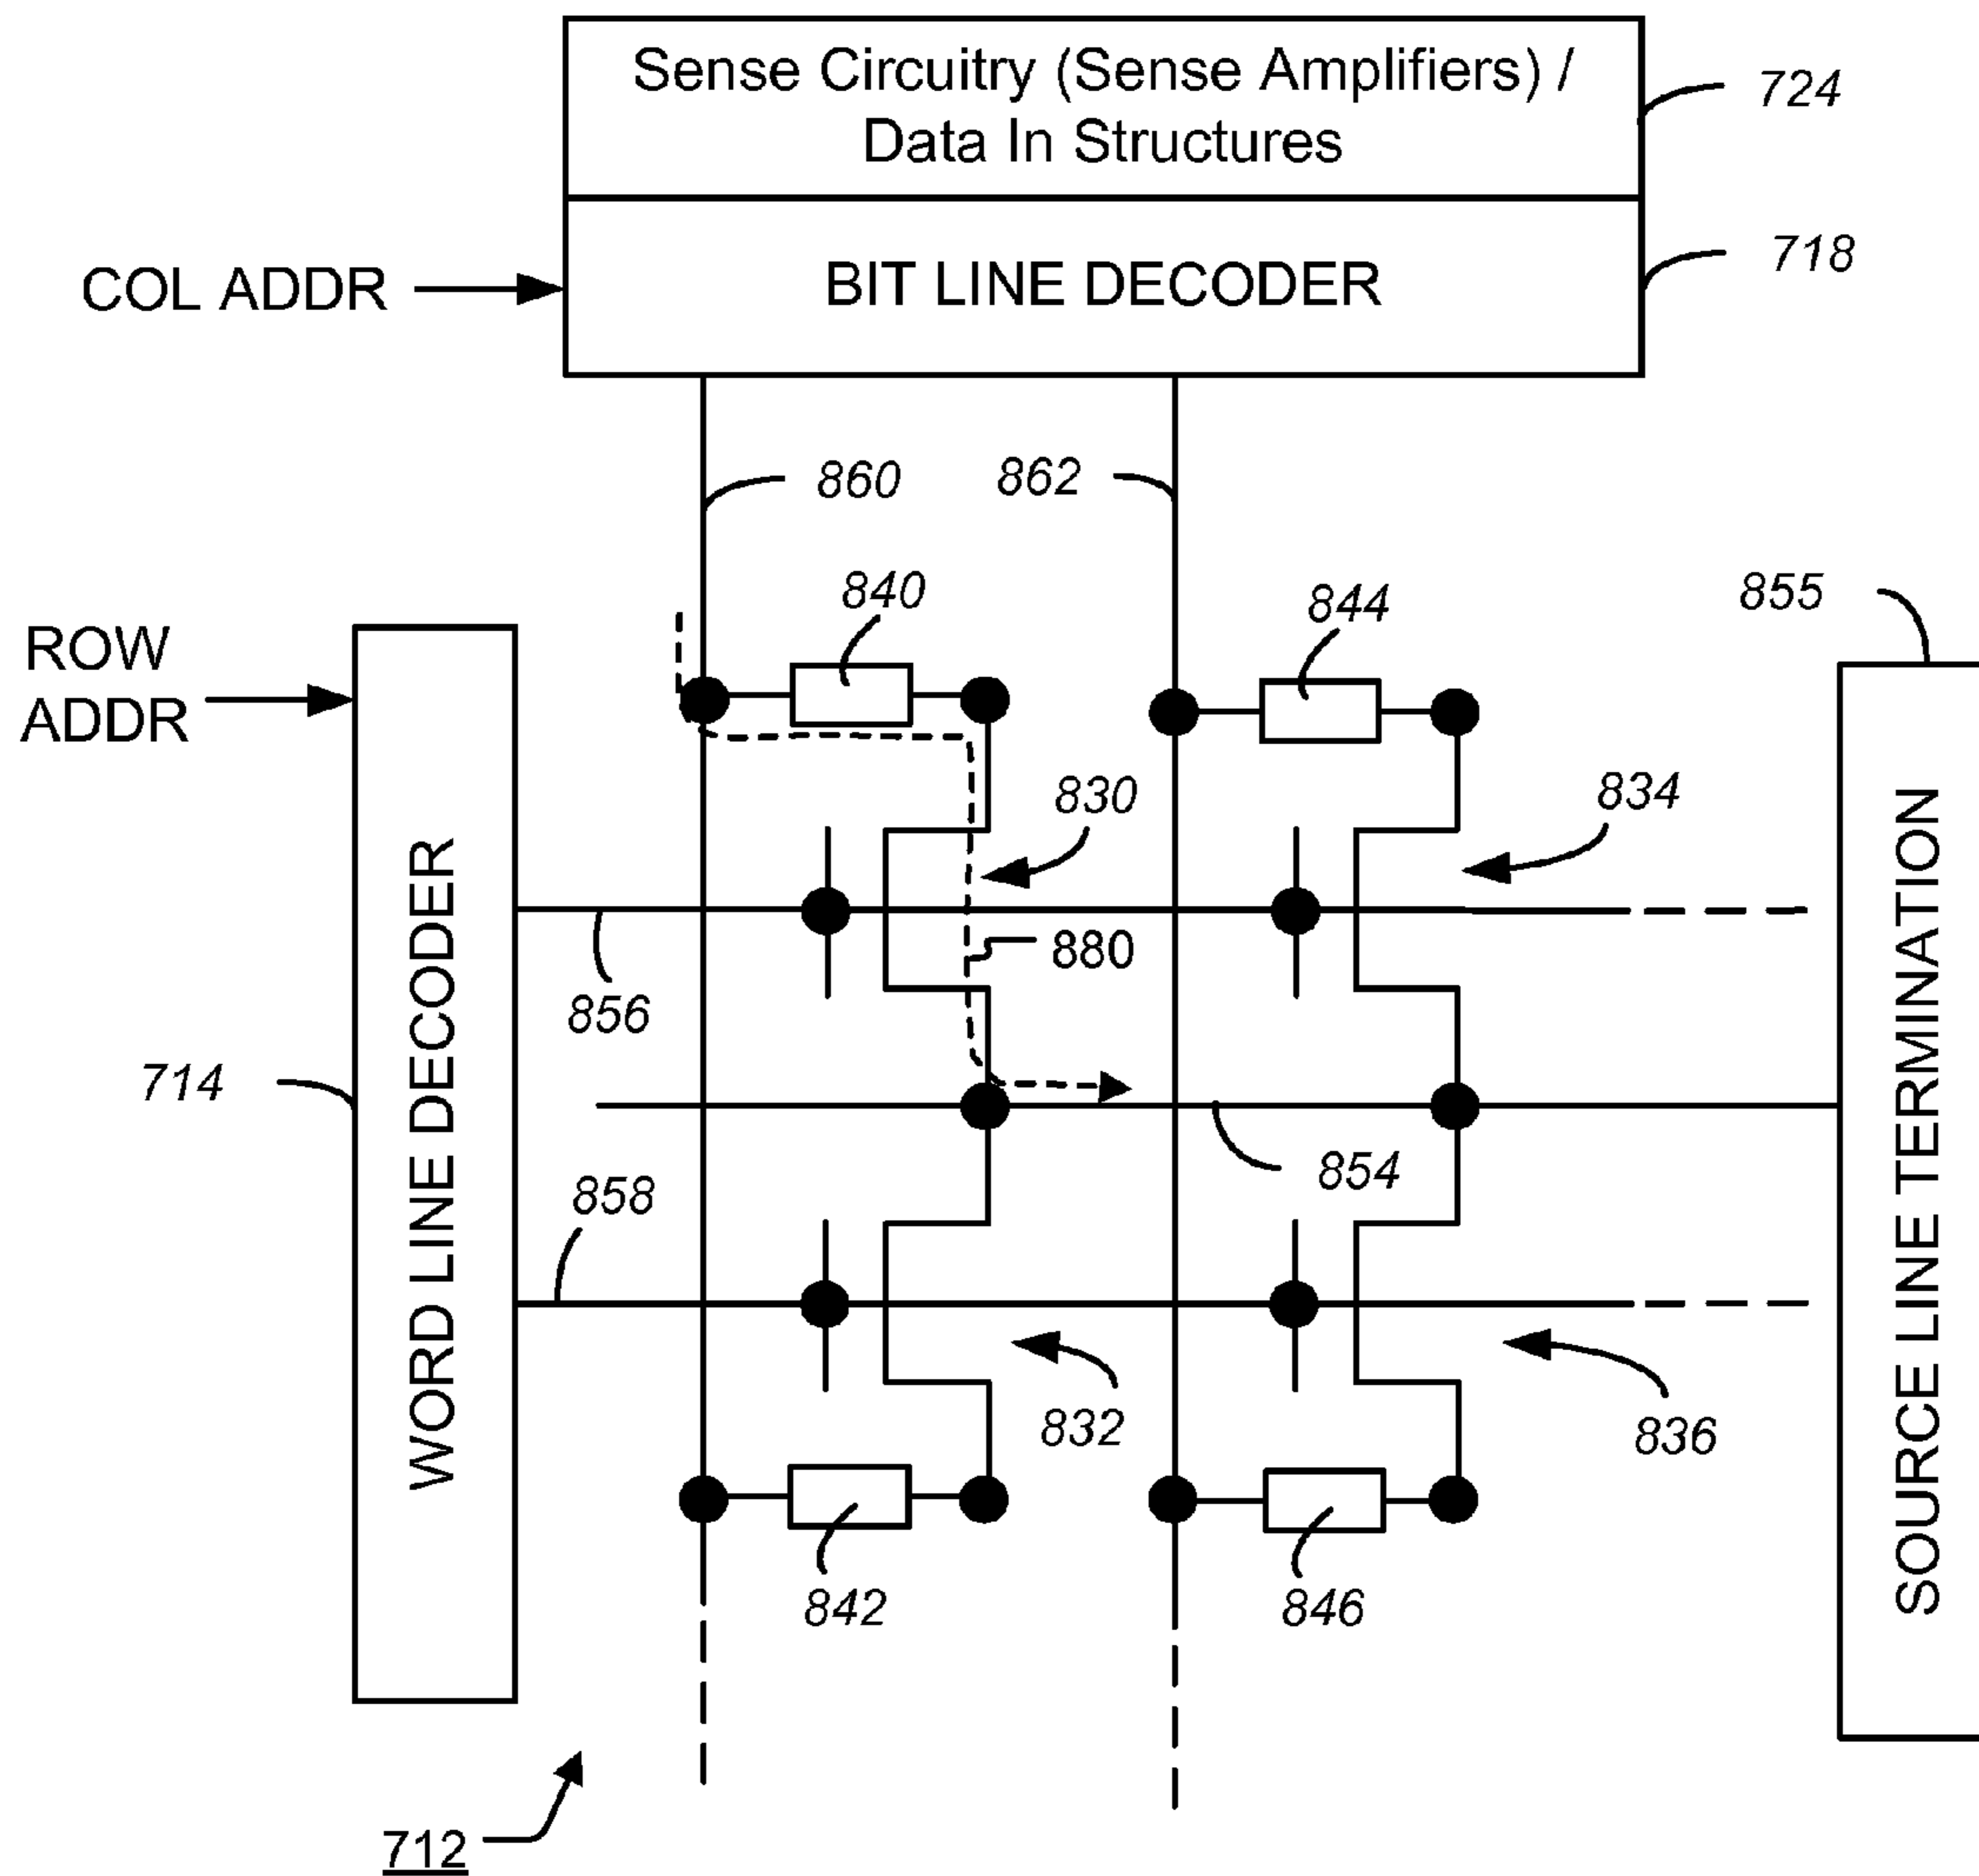 Sense Circuitry (Sense Amplifiers) /
Data In Structures
724
BIT LINE DECODER
718
COL ADDR
860
862
840
844
855
ROW
ADDR
830
834
WORD LINE DECODER
SOURCE LINE TERMINATION
880
856
714
854
858
832
836
842
846
712